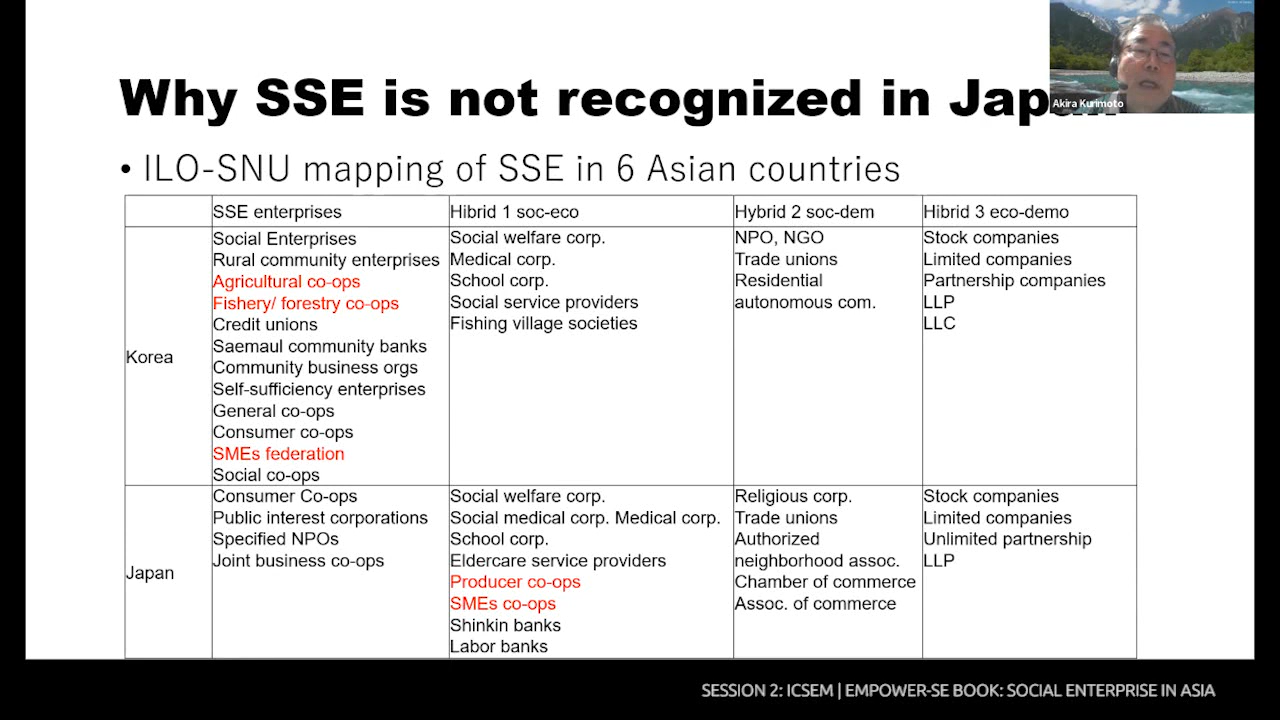 Why SSE is not recognized in Jap
Akira Kurimoto
• ILO-SNU mapping of SSE in 6 Asian countries
SSE enterprises
Hibrid 1 soc-eco
Hybrid 2 soc-dem
Hibrid 3 eco-demo
Korea
Social Enterprises
Rural community enterprises
Agricultural co-ops
Fishery/ forestry co-ops
Credit unions
Saemaul community banks
Community business orgs
Self-sufficiency enterprises
General co-ops
Consumer co-ops
SMEs federation
Social co-ops
Social welfare corp.
Medical corp.
School corp.
Social service providers
Fishing village societies
NPO, NGO
Trade unions
Residential
autonomous com.
Stock companies
Limited companies
Partnership companies
LLP
LLC
Japan
Consumer Co-ops
Public interest corporations
Specified NPOs
Joint business co-ops
Social welfare corp.
Social medical corp. Medical corp.
School corp.
Eldercare service providers
Producer co-ops
SMEs co-ops
Shinkin banks
Labor banks
Religious corp.
Trade unions
Authorized
neighborhood assoc.
Chamber of commerce
Assoc. of commerce
Stock companies
Limited companies
Unlimited partnership
LLP
SESSION 2: ICSEM | EMPOWER-SE BOOK: SOCIAL ENTERPRISE IN ASIA